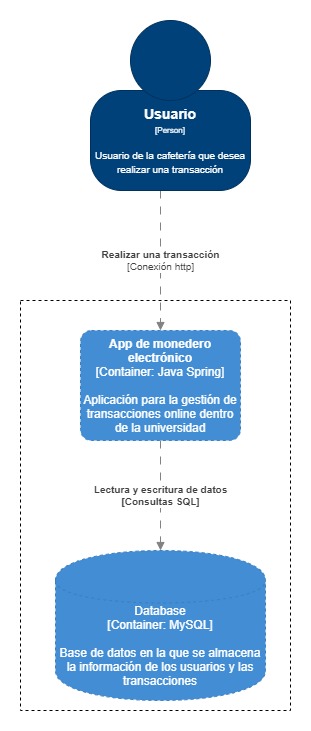 Usuario
[Person]
Usuario de la cafetería que desea
realizar una transacción
Realizar una transacción
[Conexión http]
App de monedero
electrónico
[Container: Java Spring]
Aplicación para la gestión de
transacciones online dentro
de la universidad
Lectura y escritura de datos
[Consultas SQL]
Database
[Container: MySQL]
Base de datos en la que se almacena
la información de los usuarios y las
transacciones